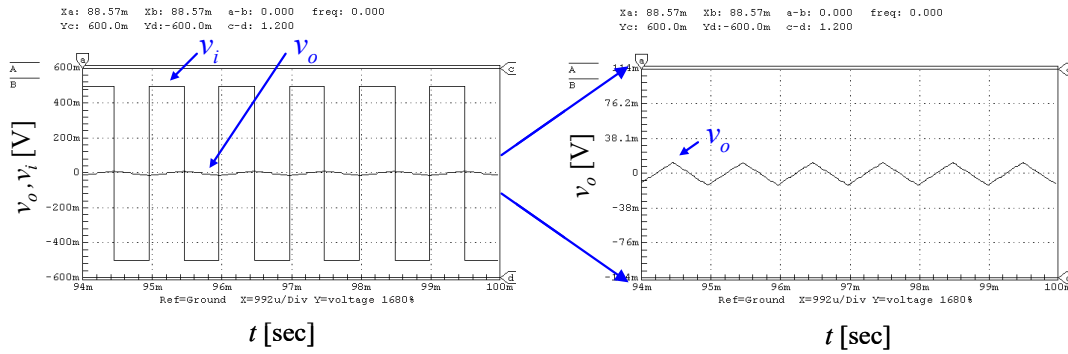 Xa: 88.57m Xb: 88.57m a-b: 0.000 freq: 0.000
Yc: 600.0m Yd:-600.0m c-d: 1.200
a
A
B
c
d
v_i
v_o
v_o, v_i [V]
600m
400m
200m
0
-200m
-400m
-600m
94m 95m 96m 97m 98m 99m 100m
Ref=Ground X=992u/Div Y=voltage 1680%
t [sec]
Xa: 88.57m Xb: 88.57m a-b: 0.000 freq: 0.000
Yc: 600.0m Yd:-600.0m c-d: 1.200
a
A
B
v_o
v_o [V]
114m
76.2m
38.1m
0
-38m
-76m
94m 95m 96m 97m 98m 99m 100m
Ref=Ground X=992u/Div Y=voltage 1680%
t [sec]